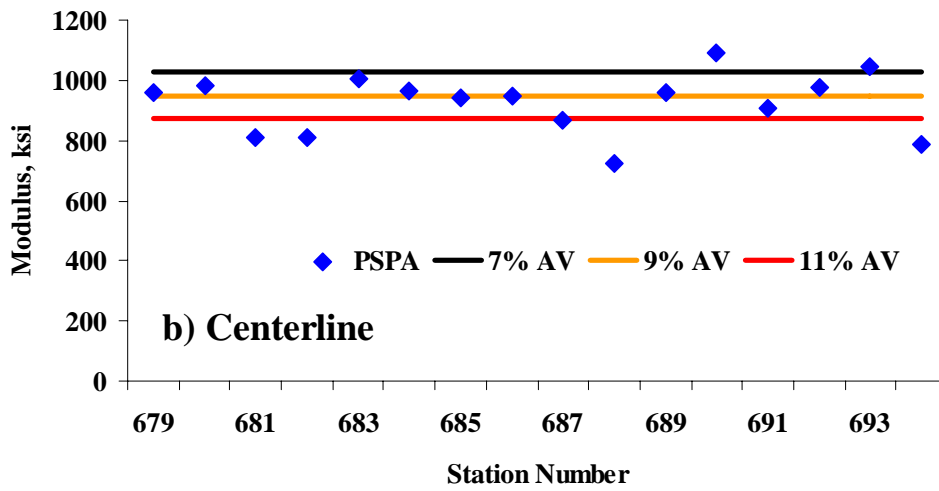 1200
1000
800
600
400
200
0
Modulus, ksi
PSPA 7% AV 9% AV 11% AV
b) Centerline
679 681 683 685 687 689 691 693
Station Number